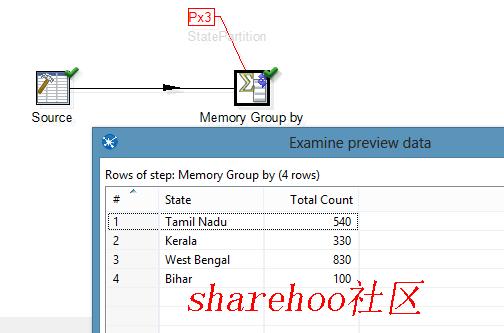 Px3
StatePartition
Source
Memory Group by
Examine preview data
Rows of step: Memory Group by (4 rows)
# State Total Count
1 Tamil Nadu 540
2 Kerala 330
3 West Bengal 830
4 Bihar 100
sharehoo社区